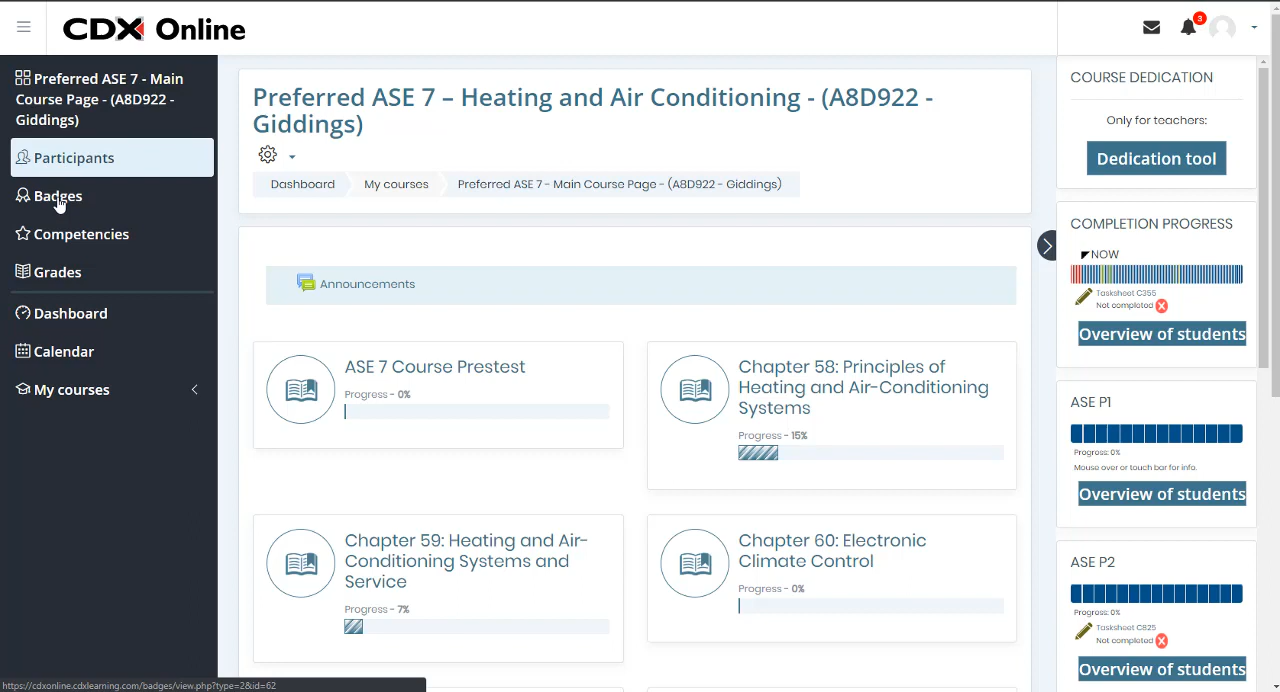 CDX Online
3
Preferred ASE 7 - Main
Course Page - (A8D922 -
Giddings)
Participants
Badges
Competencies
Grades
Dashboard
Calendar
My courses
Preferred ASE 7 – Heating and Air Conditioning - (A8D922 -
Giddings)
Dashboard
My courses
Preferred ASE 7 - Main Course Page - (A8D922 - Giddings)
Announcements
ASE 7 Course Prestest
Progress - 0%
Chapter 58: Principles of
Heating and Air-Conditioning
Systems
Progress - 15%
Chapter 59: Heating and Air-
Conditioning Systems and
Service
Progress - 7%
Chapter 60: Electronic
Climate Control
Progress - 0%
COURSE DEDICATION
Only for teachers:
Dedication tool
COMPLETION PROGRESS
NOW
Tasksheet C355
Not completed
Overview of students
ASE P1
Progress: 0%
Mouse over or touch bar for info.
Overview of students
ASE P2
Progress: 0%
Tasksheet C825
Not completed
Overview of students
https://cdxonline.cdxlearning.com/badges/view.php?type=2&id=62